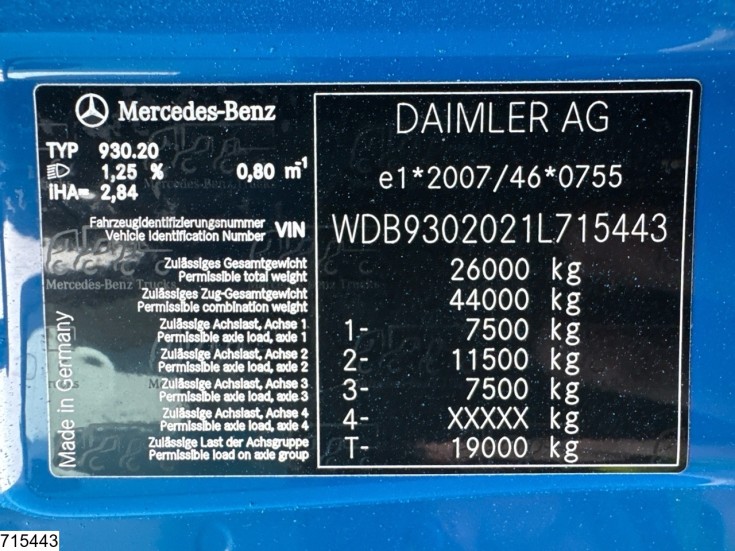 Mercedes-Benz
TYP 930.20
1,25 % 0,80 m-1
iHA= 2,84
Fahrzeugidentifizierungsnummer
Vehicle Identification Number VIN
Zulässiges Gesamtgewicht
Permissible total weight
Zulässiges Zug-Gesamtgewicht
Permissible combination weight
Zulässige Achslast, Achse 1
Permissible axle load, axle 1
Zulässige Achslast, Achse 2
Permissible axle load, axle 2
Zulässige Achslast, Achse 3
Permissible axle load, axle 3
Zulässige Achslast, Achse 4
Permissible axle load, axle 4
Zulässige Last der Achsgruppe
Permissible load on axle group
Made in Germany
Mercedes-Benz Trucks
DAIMLER AG
e1*2007/46*0755
WDB9302021L715443
26000 kg
44000 kg
1- 7500 kg
2- 11500 kg
3- 7500 kg
4- XXXXX kg
T- 19000 kg
715443